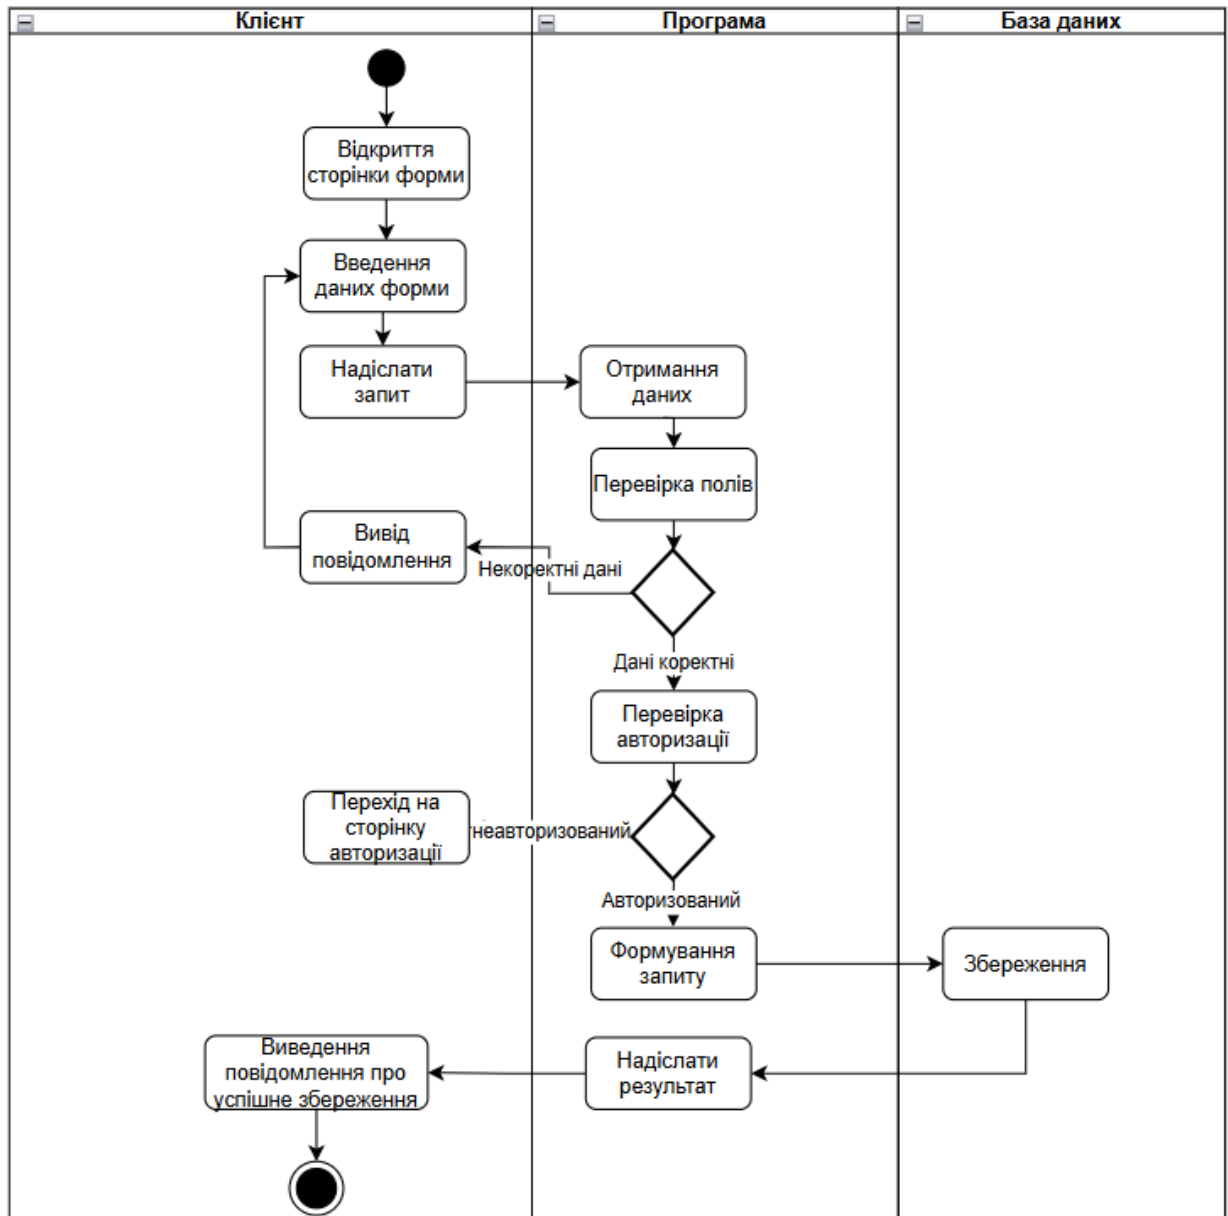 Клієнт
Програма
База даних
Відкриття
сторінки форми
Введення
даних форми
Надіслати
запит
Отримання
даних
Перевірка полів
Вивід
повідомлення
Некоректні дані
Дані коректні
Перевірка
авторизації
Перехід на
сторінку
авторизації
неавторизований
Авторизований
Формування
запиту
Збереження
Надіслати
результат
Виведення
повідомлення про
успішне збереження